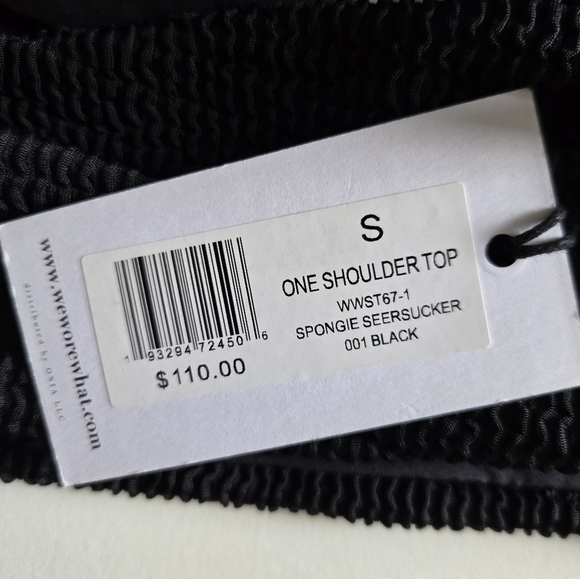 www.weworewhat.com
distributed by ONIA LLC
S
ONE SHOULDER TOP
WWST67-1
SPONGIE SEERSUCKER
001 BLACK
1 93294 72450 6
$110.00